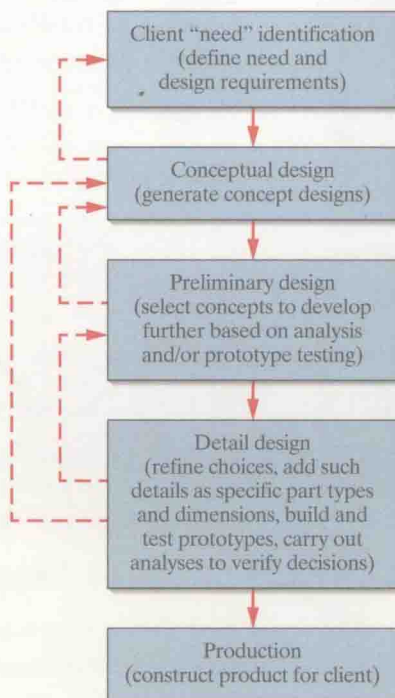 Client “need” identification
(define need and
design requirements)
Conceptual design
(generate concept designs)
Preliminary design
(select concepts to develop
further based on analysis
and/or prototype testing)
Detail design
(refine choices, add such
details as specific part types
and dimensions, build and
test prototypes, carry out
analyses to verify decisions)
Production
(construct product for client)